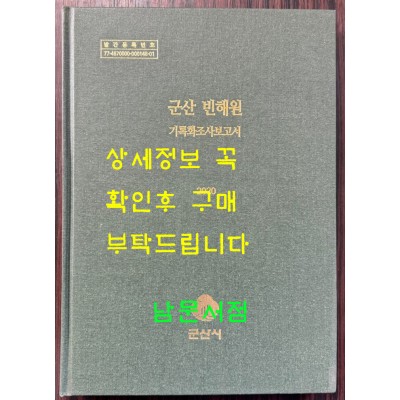 발간등록번호
77-4670000-000166-01
군산 빈해원
기록화조사보고서
상세정보 꼭
2020
확인후 구매
부탁드립니다
남문서점
군산시